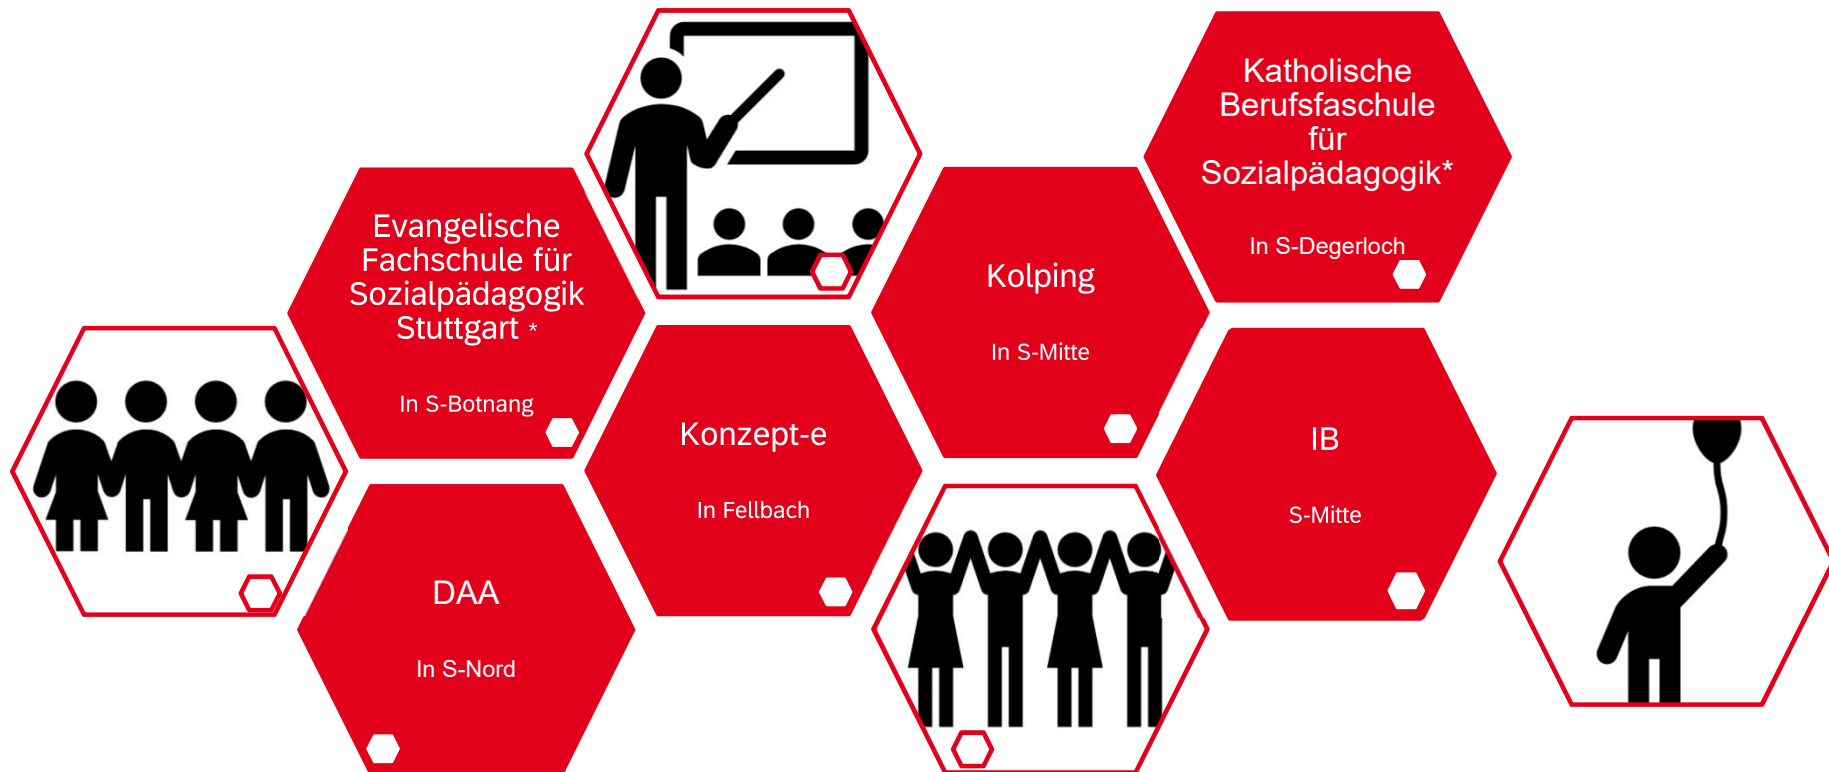 Evangelische
Fachschule für
Sozialpädagogik
Stuttgart *
In S-Botnang
DAA
In S-Nord
Konzept-e
In Fellbach
Kolping
In S-Mitte
Katholische
Berufsfaschule
für
Sozialpädagogik*
In S-Degerloch
IB
S-Mitte